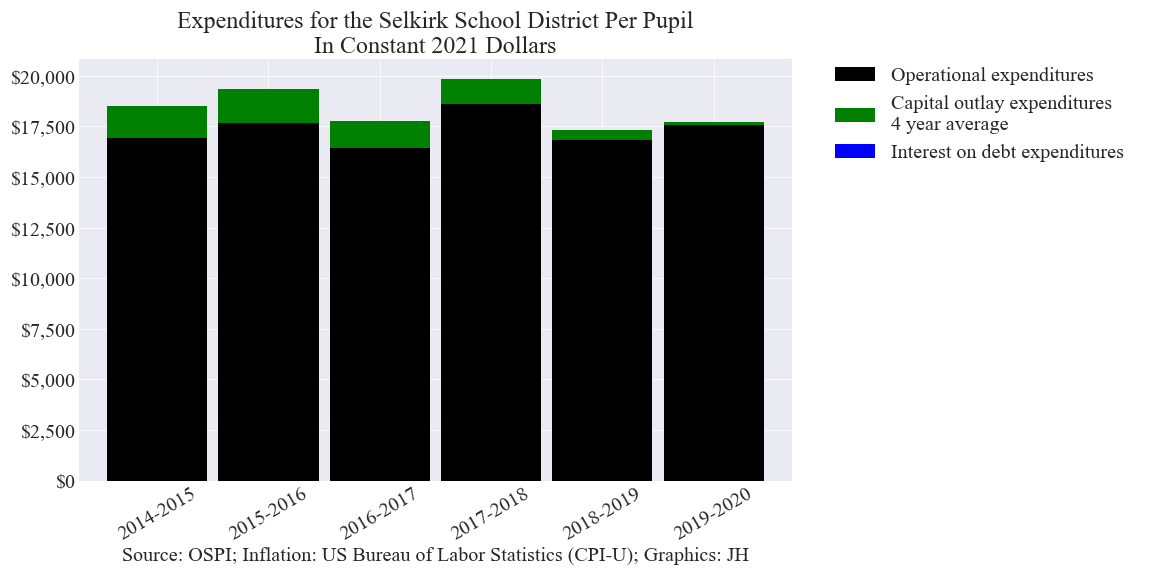 Expenditures for the Selkirk School District Per Pupil
In Constant 2021 Dollars
$20,000
$17,500
$15,000
$12,500
$10,000
$7,500
$5,000
$2,500
$0
2014-2015
2015-2016
2016-2017
2017-2018
2018-2019
2019-2020
Source: OSPI; Inflation: US Bureau of Labor Statistics (CPI-U); Graphics: JH
Operational expenditures
Capital outlay expenditures
4 year average
Interest on debt expenditures